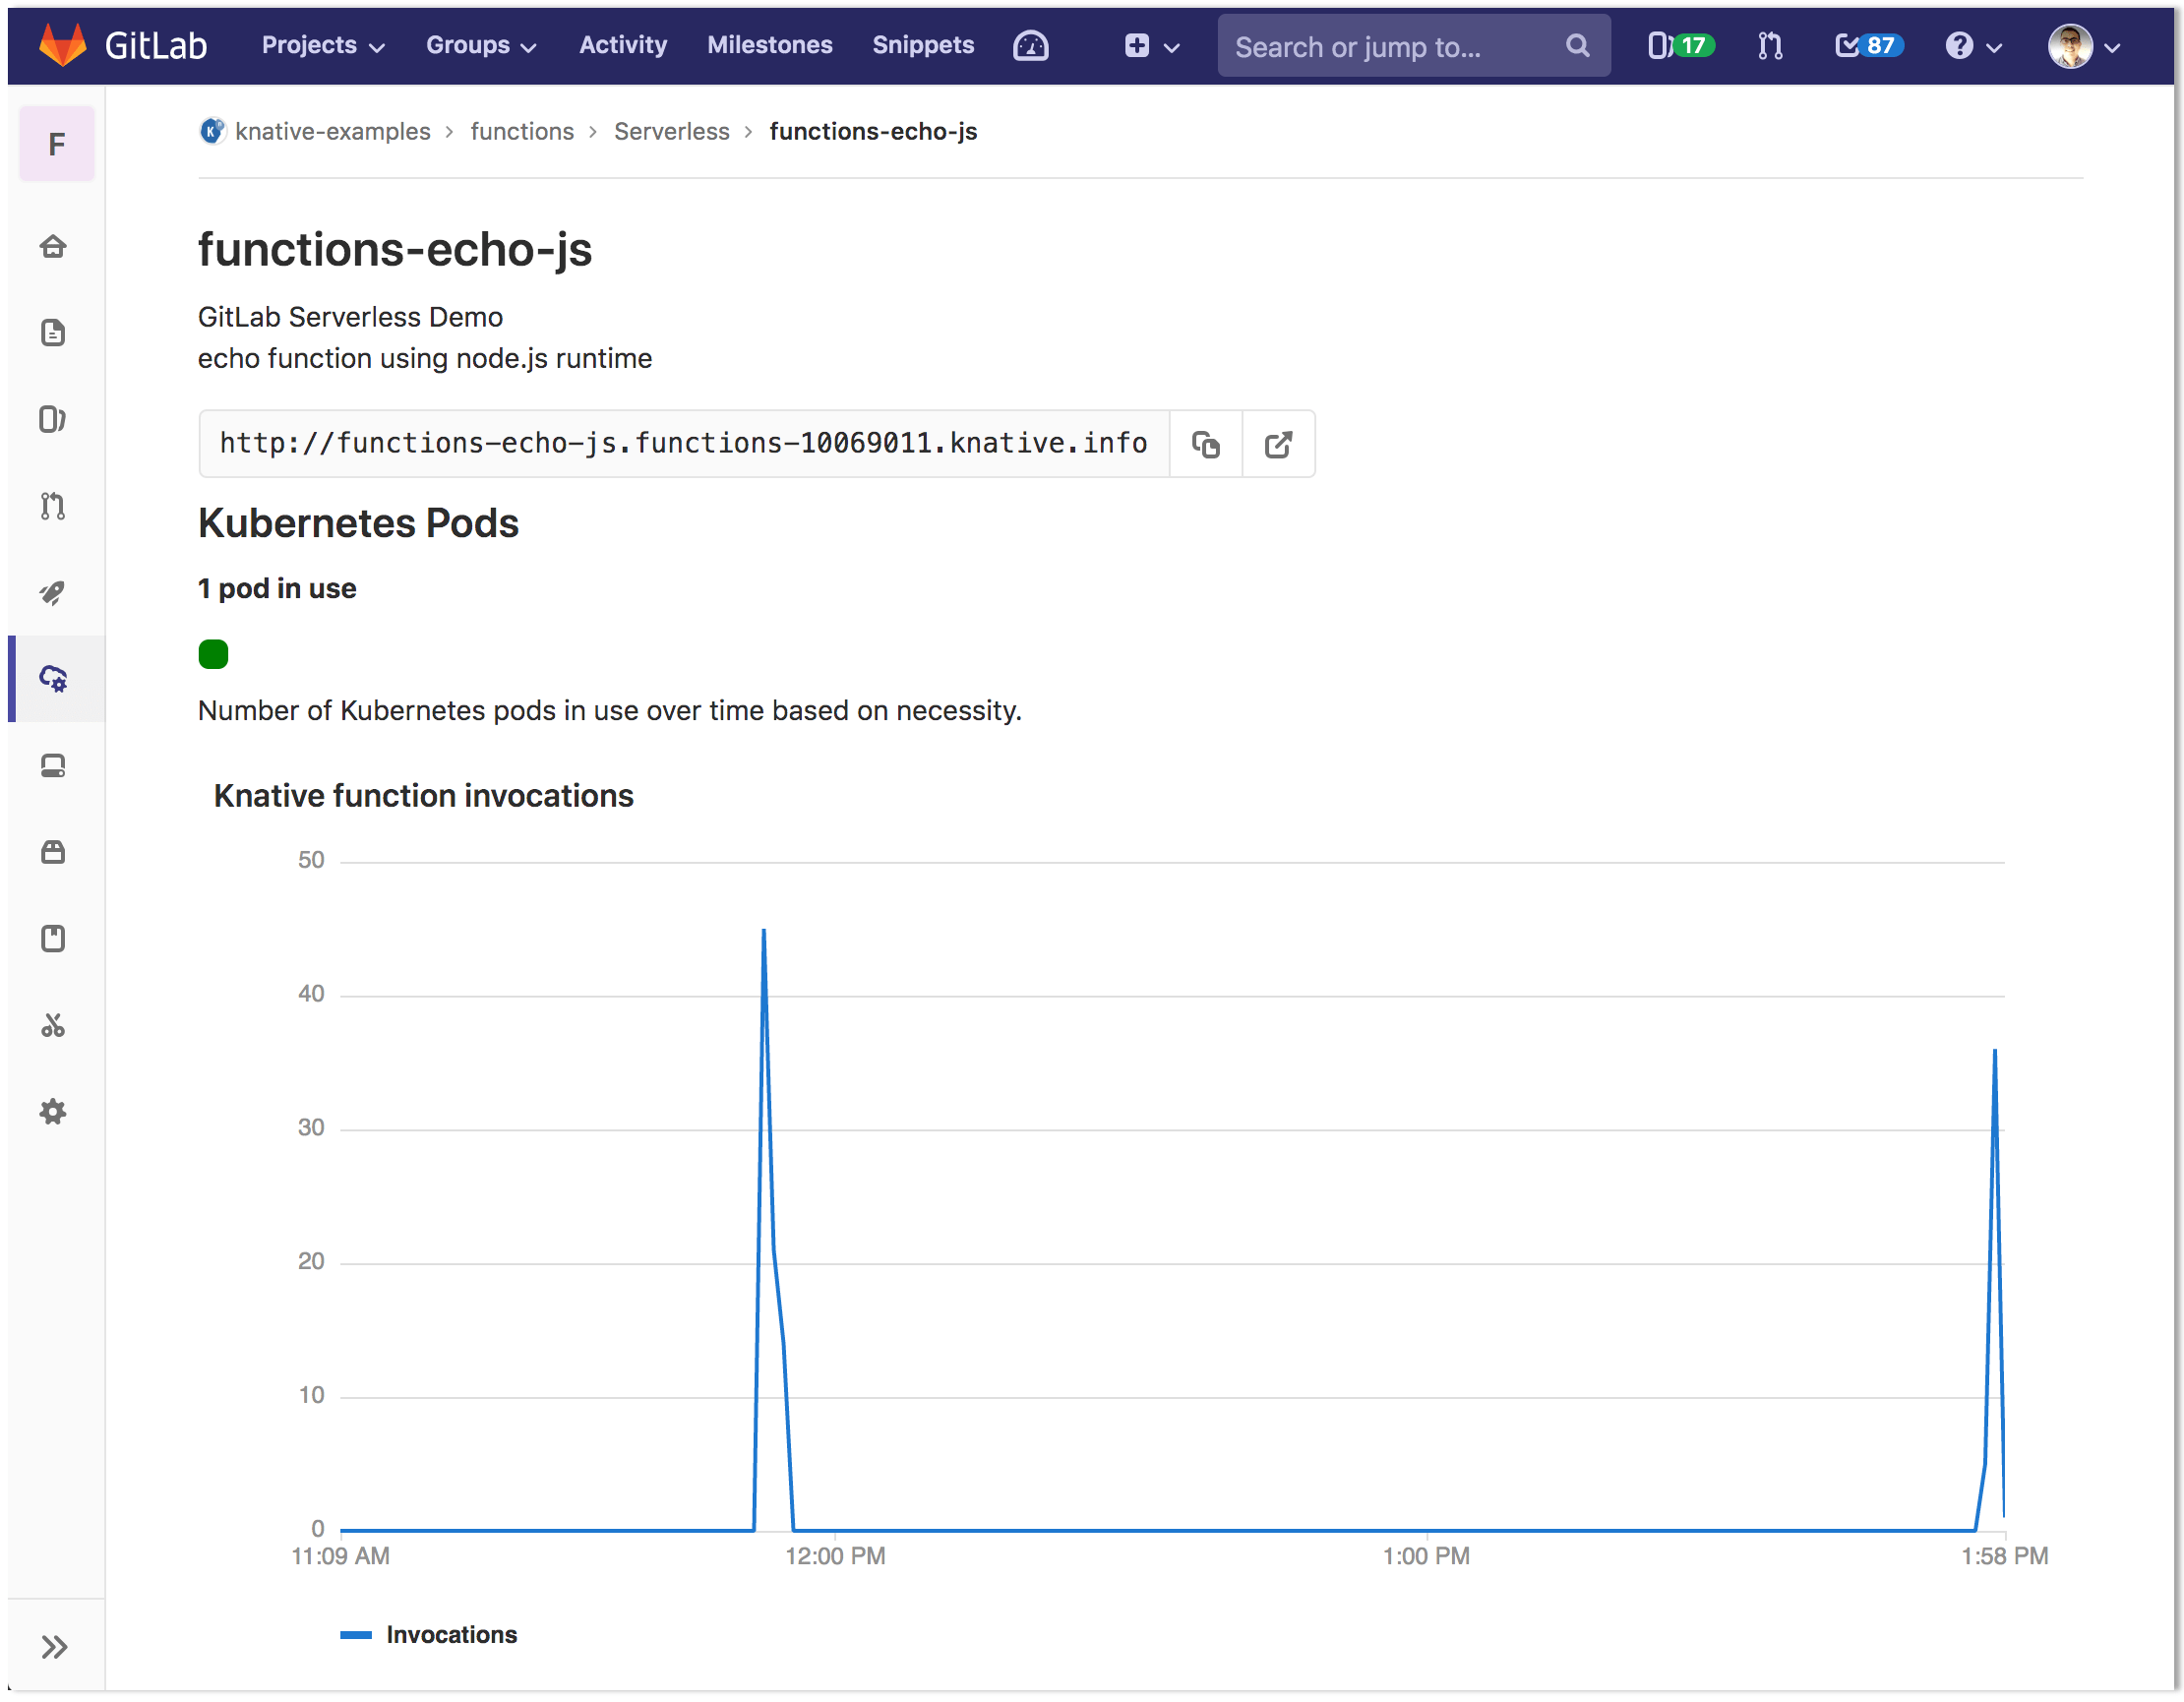 GitLab Projects Groups Activity Milestones Snippets Search or jump to... 17 87
F
K knative-examples > functions > Serverless > functions-echo-js
functions-echo-js
GitLab Serverless Demo
echo function using node.js runtime
http://functions-echo-js.functions-10069011.knative.info
Kubernetes Pods
1 pod in use
Number of Kubernetes pods in use over time based on necessity.
Knative function invocations
50
40
30
20
10
0
11:09 AM 12:00 PM 1:00 PM 1:58 PM
Invocations